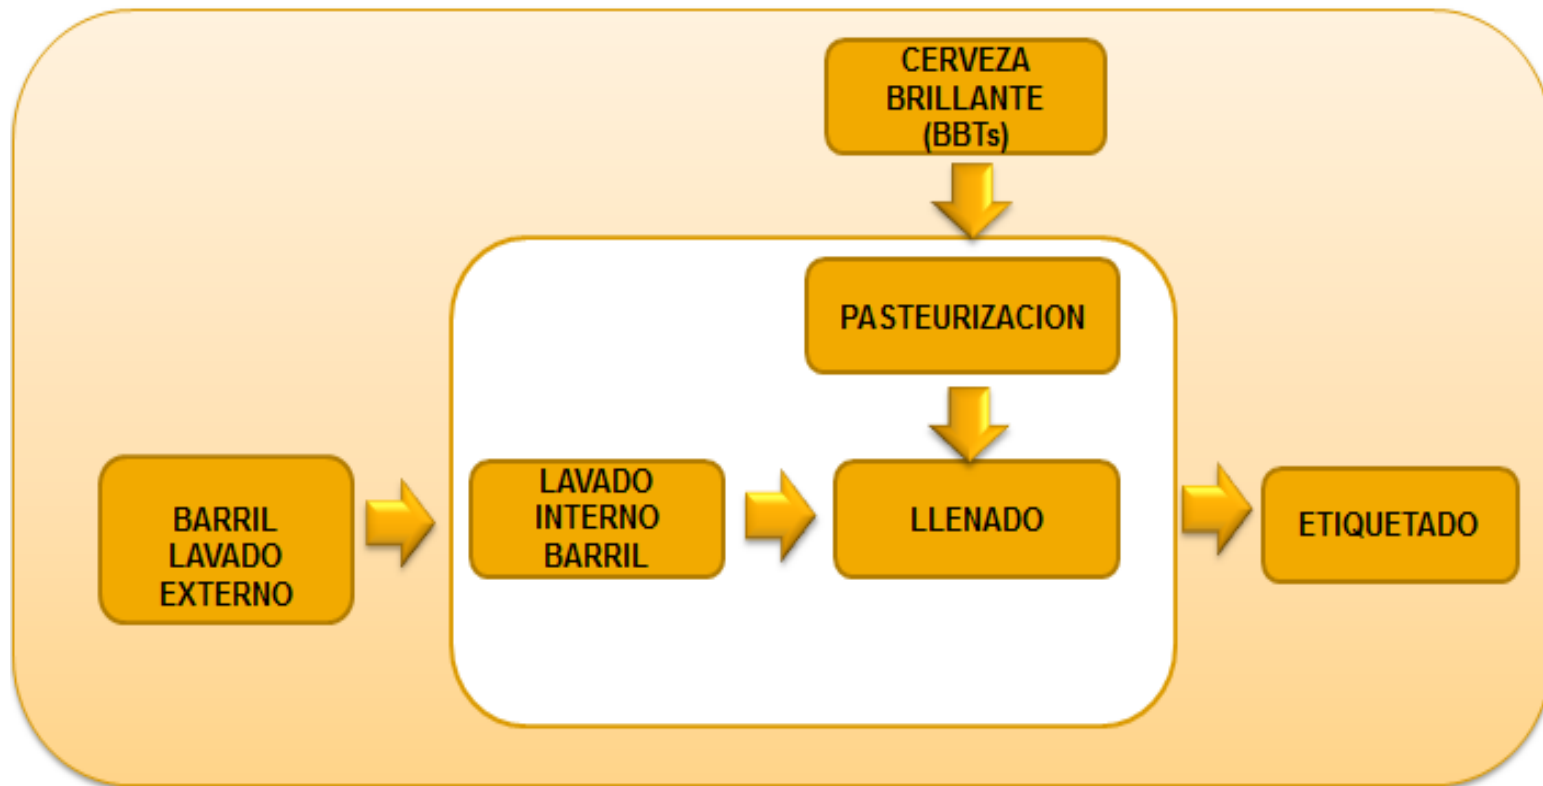 CERVEZA
BRILLANTE
(BBTs)
PASTEURIZACION
BARRIL
LAVADO
EXTERNO
LAVADO
INTERNO
BARRIL
LLENADO
ETIQUETADO